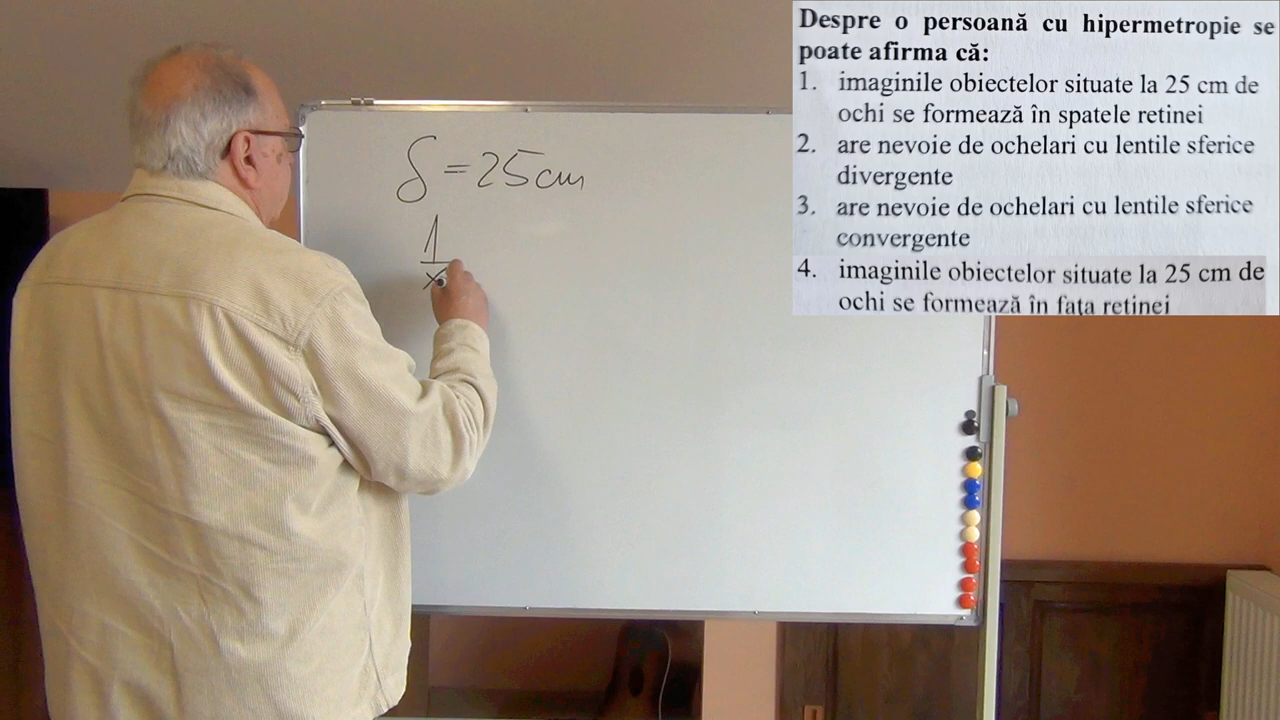 δ = 25 cm
1
x
Despre o persoană cu hipermetropie se
poate afirma că:
1. imaginile obiectelor situate la 25 cm de
ochi se formează în spatele retinei
2. are nevoie de ochelari cu lentile sferice
divergente
3. are nevoie de ochelari cu lentile sferice
convergente
4. imaginile obiectelor situate la 25 cm de
ochi se formează în fața retinei